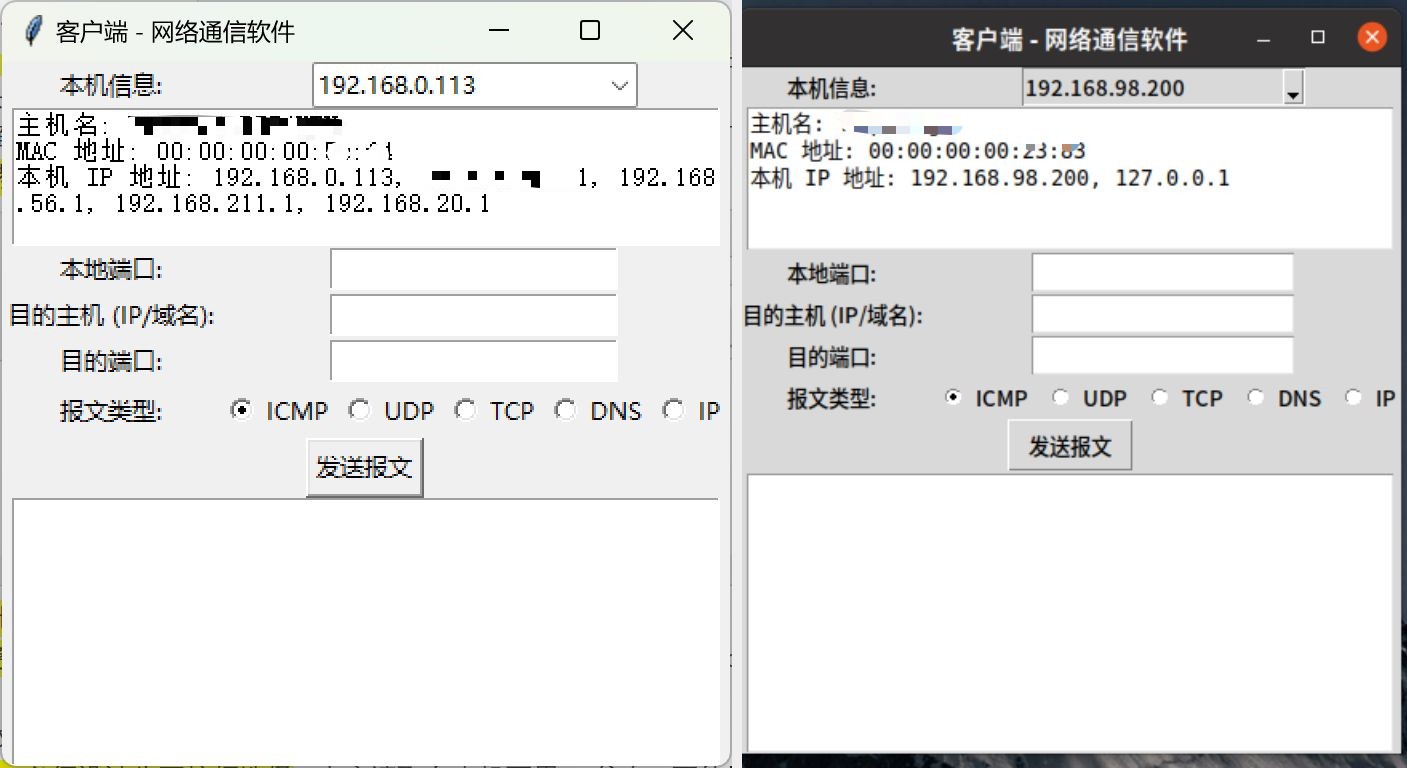 客户端 - 网络通信软件
本机信息:
192.168.0.113
主机名:
MAC 地址: 00:00:00:00:
本机 IP 地址: 192.168.0.113, 1, 192.168
.56.1, 192.168.211.1, 192.168.20.1
本地端口:
目的主机 (IP/域名):
目的端口:
报文类型:
ICMP UDP TCP DNS IP
发送报文
客户端 - 网络通信软件
本机信息:
192.168.98.200
主机名:
MAC 地址: 00:00:00:00:
本机 IP 地址: 192.168.98.200, 127.0.0.1
本地端口:
目的主机 (IP/域名):
目的端口:
报文类型:
ICMP UDP TCP DNS IP
发送报文